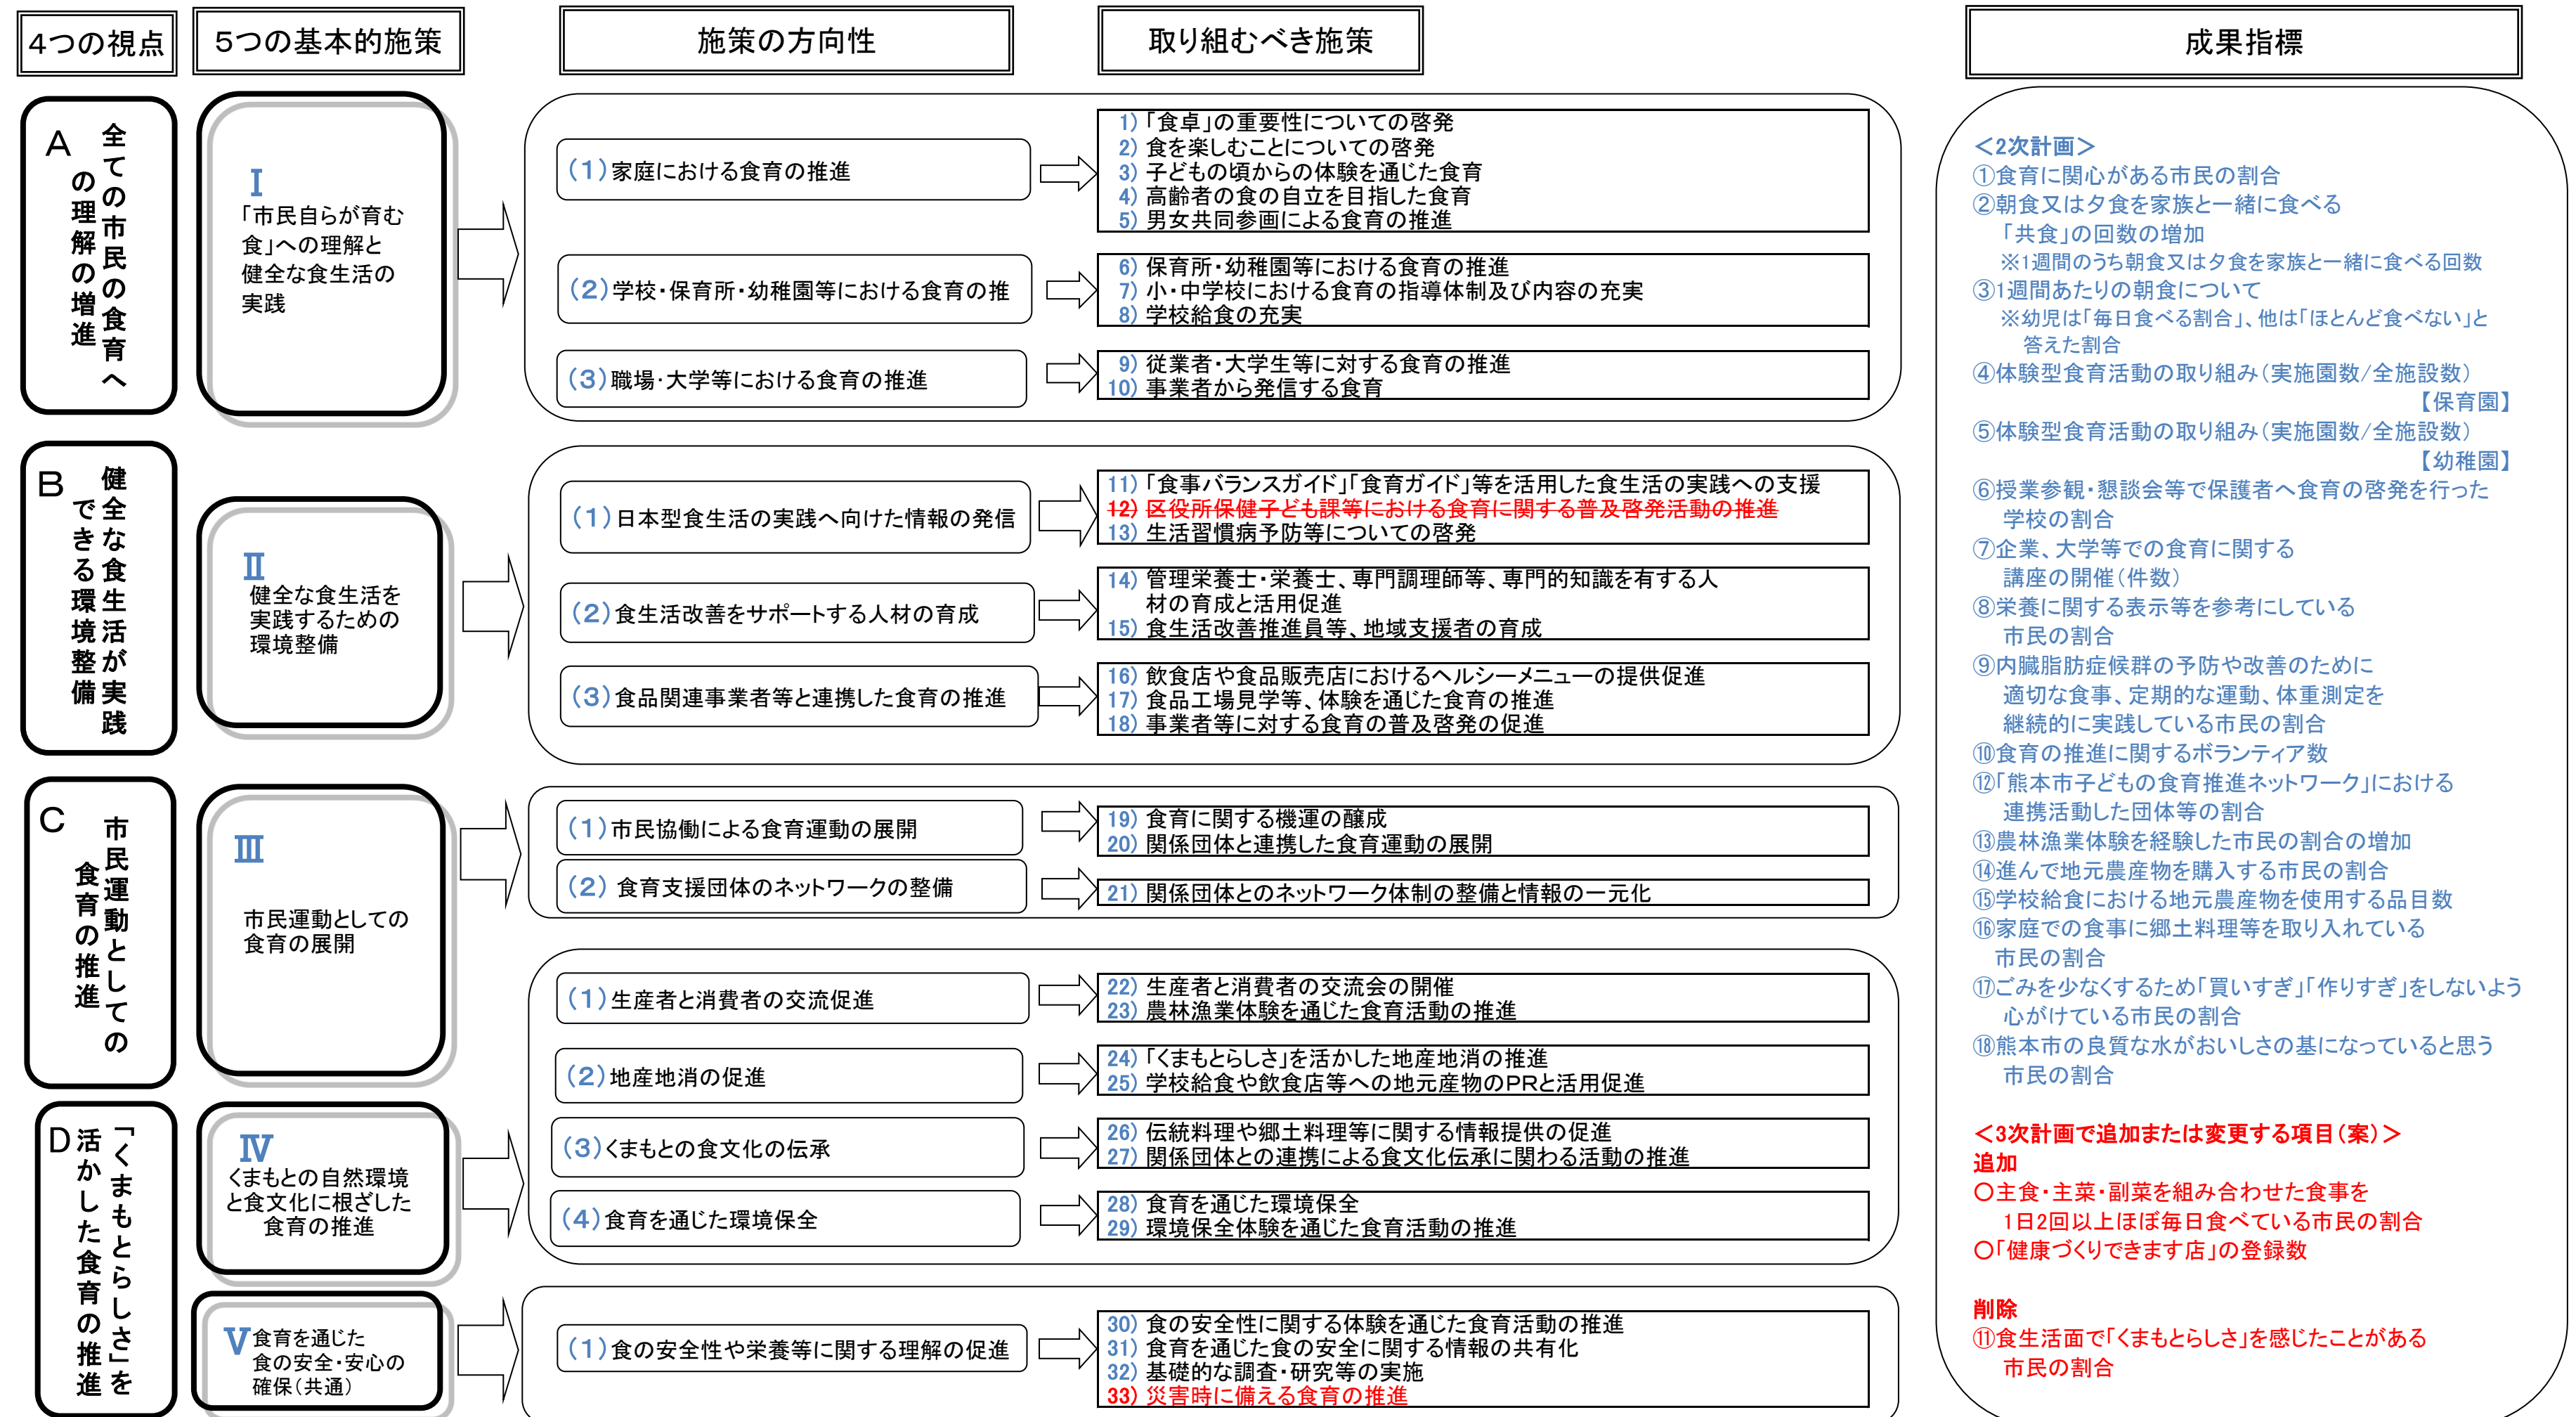 4つの視点
5つの基本的施策
施策の方向性
取り組むべき施策
成果指標
A
全ての市民の食育へ
の理解の増進
Ⅰ
「市民自らが育む
食」への理解と
健全な食生活の
実践
(1)家庭における食育の推進
1)「食卓」の重要性についての啓発
2) 食を楽しむことについての啓発
3) 子どもの頃からの体験を通じた食育
4) 高齢者の食の自立を目指した食育
5) 男女共同参画による食育の推進
(2)学校・保育所・幼稚園等における食育の推
6) 保育所・幼稚園等における食育の推進
7) 小・中学校における食育の指導体制及び内容の充実
8) 学校給食の充実
(3)職場・大学等における食育の推進
9) 従業者・大学生等に対する食育の推進
10) 事業者から発信する食育
B
健全な食生活が実践
できる環境整備
Ⅱ
健全な食生活を
実践するための
環境整備
(1)日本型食生活の実践へ向けた情報の発信
11)「食事バランスガイド」「食育ガイド」等を活用した食生活の実践への支援
12) 区役所保健子ども課等における食育に関する普及啓発活動の推進
13) 生活習慣病予防等についての啓発
(2)食生活改善をサポートする人材の育成
14) 管理栄養士・栄養士、専門調理師等、専門的知識を有する人
材の育成と活用促進
15) 食生活改善推進員等、地域支援者の育成
(3)食品関連事業者等と連携した食育の推進
16) 飲食店や食品販売店におけるヘルシーメニューの提供促進
17) 食品工場見学等、体験を通じた食育の推進
18) 事業者等に対する食育の普及啓発の促進
C
市民運動としての
食育の推進
Ⅲ
市民運動としての
食育の展開
(1)市民協働による食育運動の展開
19) 食育に関する機運の醸成
20) 関係団体と連携した食育運動の展開
(2) 食育支援団体のネットワークの整備
21) 関係団体とのネットワーク体制の整備と情報の一元化
D
「くまもとらしさ」を
活かした食育の推進
Ⅳ
くまもとの自然環境
と食文化に根ざした
食育の推進
(1)生産者と消費者の交流促進
22) 生産者と消費者の交流会の開催
23) 農林漁業体験を通じた食育活動の推進
(2)地産地消の促進
24)「くまもとらしさ」を活かした地産地消の推進
25) 学校給食や飲食店等への地元産物のPRと活用促進
(3)くまもとの食文化の伝承
26) 伝統料理や郷土料理等に関する情報提供の促進
27) 関係団体との連携による食文化伝承に関わる活動の推進
(4)食育を通じた環境保全
28) 食育を通じた環境保全
29) 環境保全体験を通じた食育活動の推進
Ⅴ
食育を通じた
食の安全・安心の
確保(共通)
(1)食の安全性や栄養等に関する理解の促進
30) 食の安全性に関する体験を通じた食育活動の推進
31) 食育を通じた食の安全に関する情報の共有化
32) 基礎的な調査・研究等の実施
33) 災害時に備える食育の推進
<2次計画>
①食育に関心がある市民の割合
②朝食又は夕食を家族と一緒に食べる
「共食」の回数の増加
※1週間のうち朝食又は夕食を家族と一緒に食べる回数
③1週間あたりの朝食について
※幼児は「毎日食べる割合」、他は「ほとんど食べない」と
答えた割合
④体験型食育活動の取り組み(実施園数/全施設数)
【保育園】
⑤体験型食育活動の取り組み(実施園数/全施設数)
【幼稚園】
⑥授業参観・懇談会等で保護者へ食育の啓発を行った
学校の割合
⑦企業、大学等での食育に関する
講座の開催(件数)
⑧栄養に関する表示等を参考にしている
市民の割合
⑨内臓脂肪症候群の予防や改善のために
適切な食事、定期的な運動、体重測定を
継続的に実践している市民の割合
⑩食育の推進に関するボランティア数
⑫「熊本市子どもの食育推進ネットワーク」における
連携活動した団体等の割合
⑬農林漁業体験を経験した市民の割合の増加
⑭進んで地元農産物を購入する市民の割合
⑮学校給食における地元農産物を使用する品目数
⑯家庭での食事に郷土料理等を取り入れている
市民の割合
⑰ごみを少なくするため「買いすぎ」「作りすぎ」をしないよう
心がけている市民の割合
⑱熊本市の良質な水がおいしさの基になっていると思う
市民の割合
<3次計画で追加または変更する項目(案)>
追加
○主食・主菜・副菜を組み合わせた食事を
1日2回以上ほぼ毎日食べている市民の割合
○「健康づくりできます店」の登録数
削除
⑪食生活面で「くまもとらしさ」を感じたことがある
市民の割合